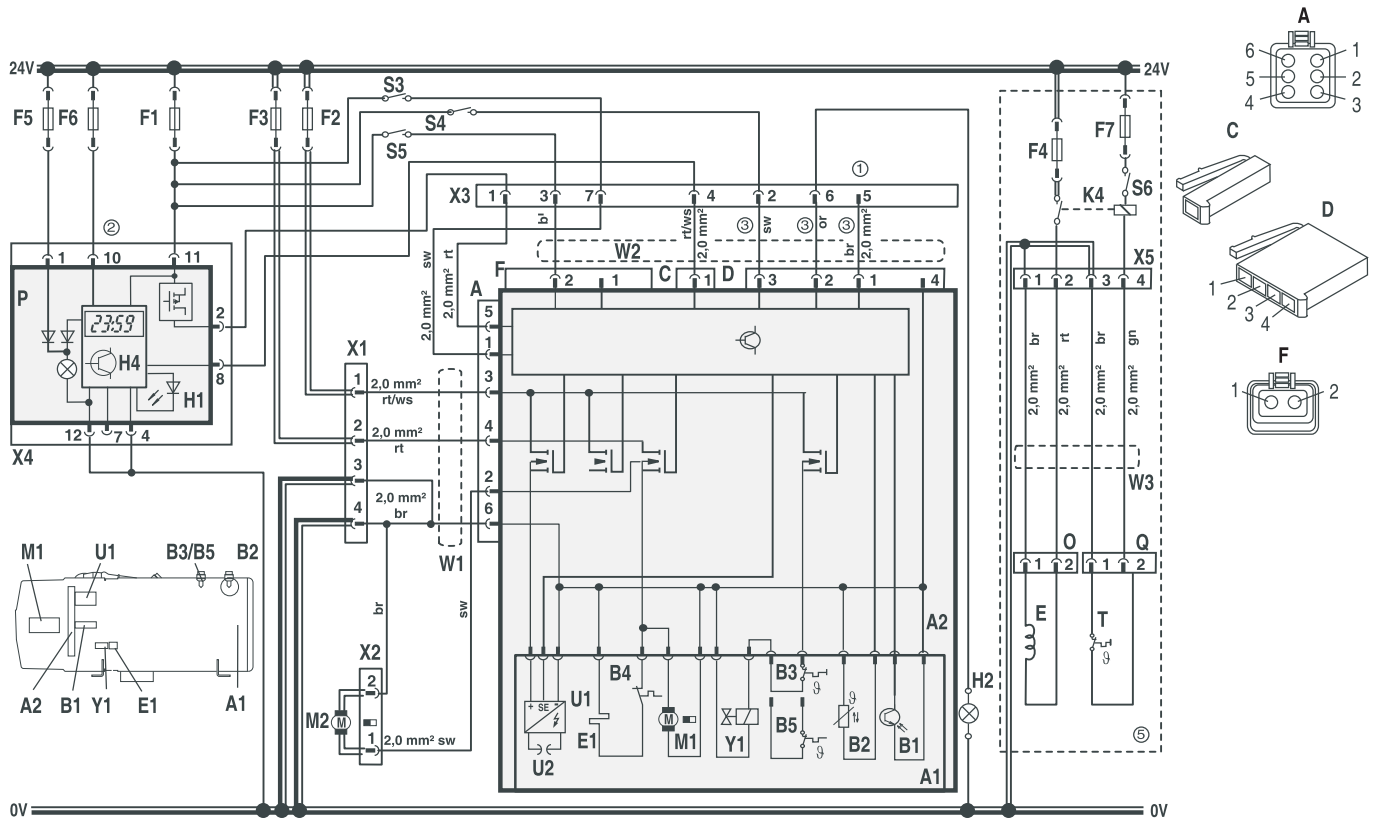 A
6 1
5 2
4 3
24V 24V
F5 F6 F1 F3 F2
S3
S4
S5
F4 F7
K4 S6
C
D
1
2
3
4
F
1 2
①
X3 1 3 7 4 2 6 5
b'
rt/ws
2,0 mm²
③ sw
③ or
③ br
2,0 mm²
W2
②
1 10 11
P
23:59
H4
H1
2
8
12 7 4
X4
sw
2,0 mm²
rt
2,0 mm²
F 2 1 C 1 D 3 2 1 4
A
5
1
3
4
2
6
X1
1 2,0 mm²
rt/ws
2 2,0 mm²
rt
3
2,0 mm²
br
4
W1
br
sw
X2
2
M2 M
1 2,0 mm² sw
A2
B4
B3
ϑ
+ SE -
U1
U2
E1
M
M1
Y1
B5
ϑ
ϑ
B2
B1
A1
H2
X5
1 2 3 4
br
2,0 mm²
rt
2,0 mm²
br
2,0 mm²
gn
2,0 mm²
W3
O Q
1 2 1 2
E T
ϑ
⑤
M1 U1 B3/B5 B2
A2 B1 Y1 E1 A1
0V 0V